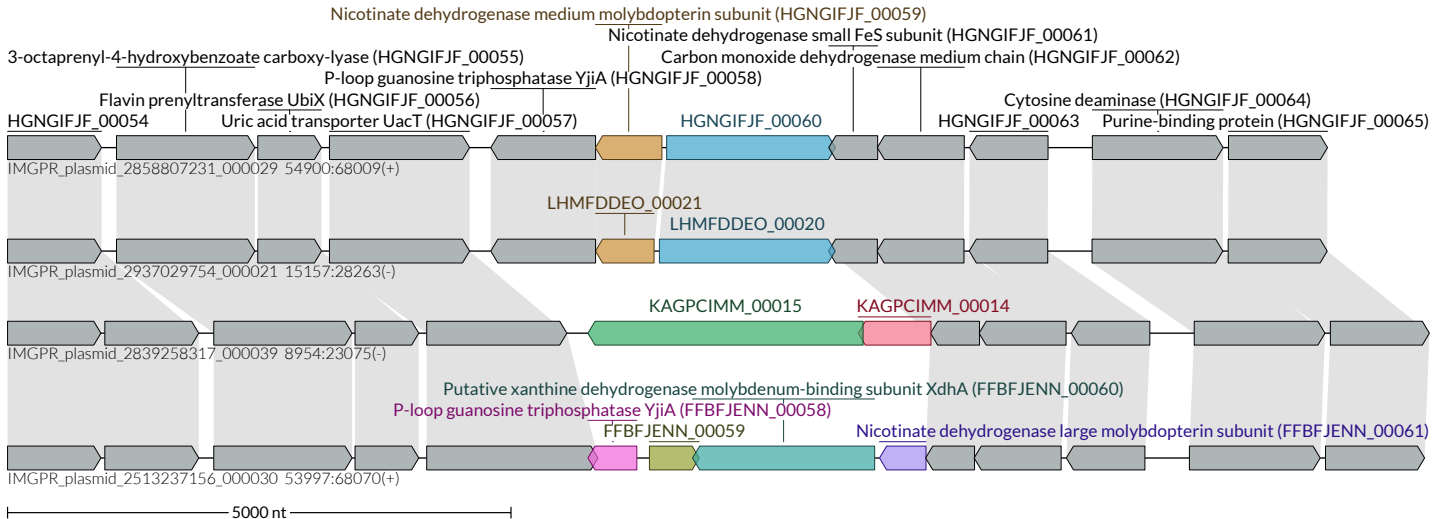 Nicotinate dehydrogenase medium molybdopterin subunit (HGNGIFJF_00059)
Nicotinate dehydrogenase small FeS subunit (HGNGIFJF_00061)
3-octaprenyl-4-hydroxybenzoate carboxy-lyase (HGNGIFJF_00055)
Carbon monoxide dehydrogenase medium chain (HGNGIFJF_00062)
P-loop guanosine triphosphatase YjiA (HGNGIFJF_00058)
Flavin prenyltransferase UbiX (HGNGIFJF_00056)
Cytosine deaminase (HGNGIFJF_00064)
HGNGIFJF_00054
Uric acid transporter UacT (HGNGIFJF_00057)
HGNGIFJF_00060
HGNGIFJF_00063
Purine-binding protein (HGNGIFJF_00065)
IMGPR_plasmid_2858807231_000029 54900:68009(+)
LHMFDDEO_00021
LHMFDDEO_00020
IMGPR_plasmid_2937029754_000021 15157:28263(-)
KAGPCIMM_00015
KAGPCIMM_00014
IMGPR_plasmid_2839258317_000039 8954:23075(-)
Putative xanthine dehydrogenase molybdenum-binding subunit XdhA (FFBFJENN_00060)
P-loop guanosine triphosphatase YjiA (FFBFJENN_00058)
FFBFJENN_00059
Nicotinate dehydrogenase large molybdopterin subunit (FFBFJENN_00061)
IMGPR_plasmid_2513237156_000030 53997:68070(+)
5000 nt